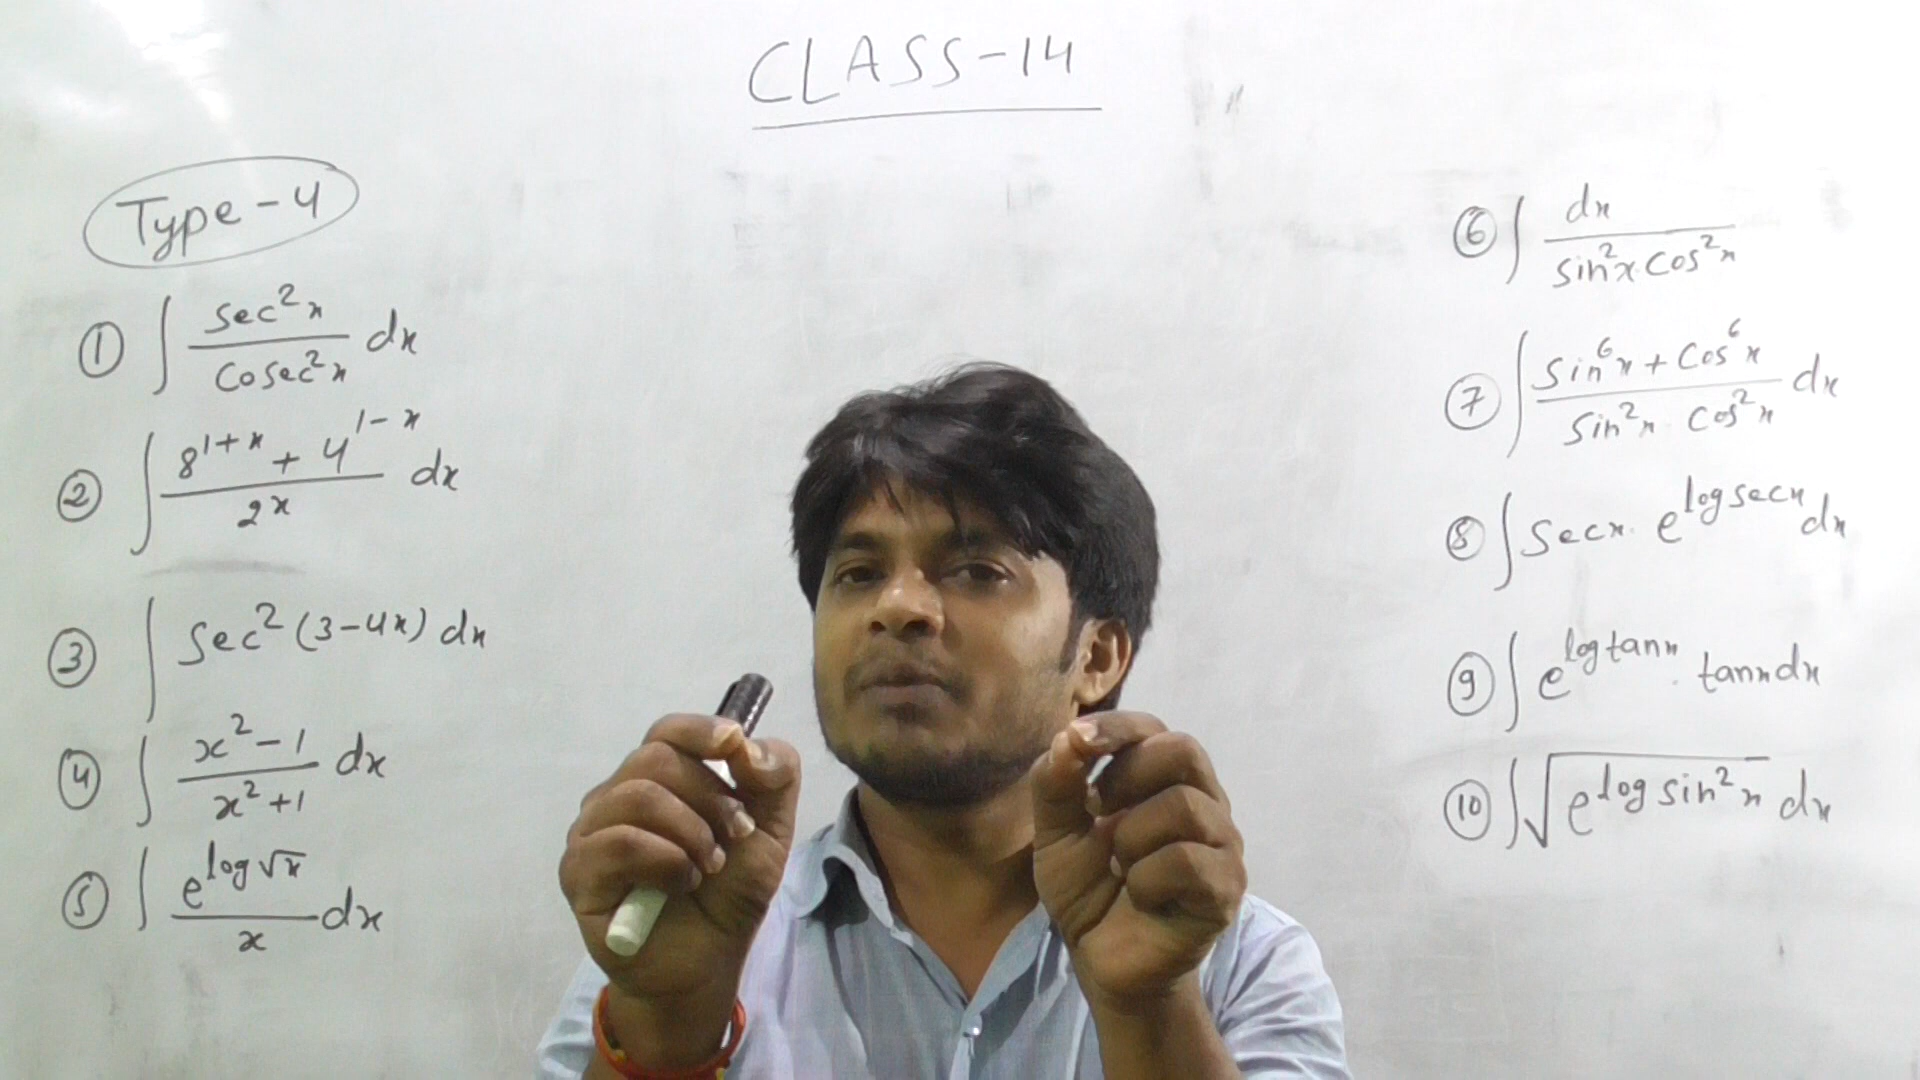 CLASS-14
Type-4
① ∫ sec²x / cosec²x dx
② ∫ 8^(1+x) + 4^(1-x) / 2^x dx
③ ∫ sec²(3-4x) dx
④ ∫ x²-1 / x²+1 dx
⑤ ∫ e^(log√x) / x dx
⑥ ∫ dx / sin²x.cos²x
⑦ ∫ sin⁶x + cos⁶x / sin²x. cos²x dx
⑧ ∫ secx. e^(log secx) dx
⑨ ∫ e^(log tanx) . tanx dx
⑩ ∫ √(e^(log sin²x)) dx